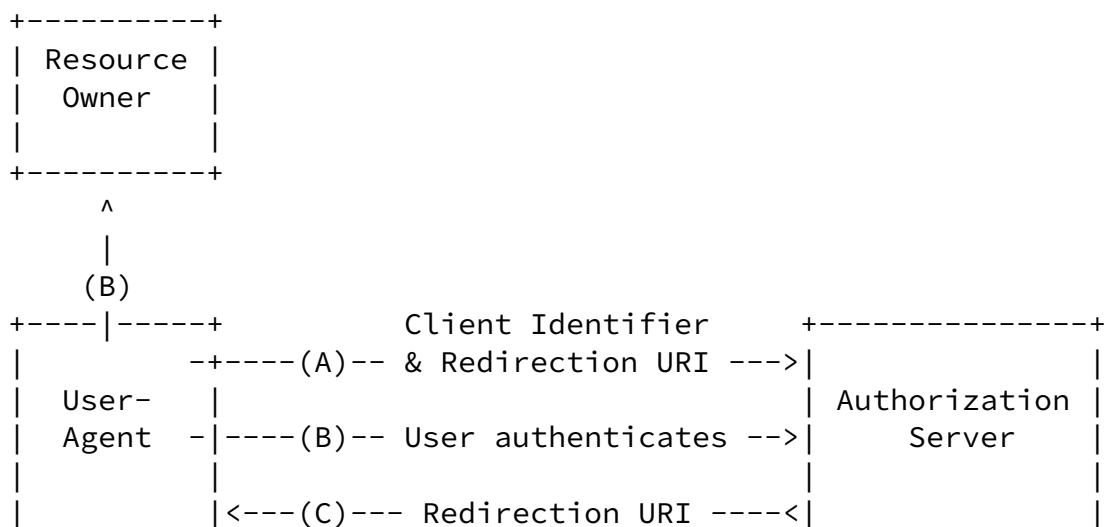 +----------+
| Resource |
|  Owner   |
|          |
+----------+
     ^
     |
    (B)
+----|-----+          Client Identifier     +---------------+
|         -+----(A)-- & Redirection URI --->|               |
|  User-   |                                | Authorization |
|  Agent  -|----(B)-- User authenticates -->|     Server    |
|          |                                |               |
|          |<---(C)--- Redirection URI ----<|               |